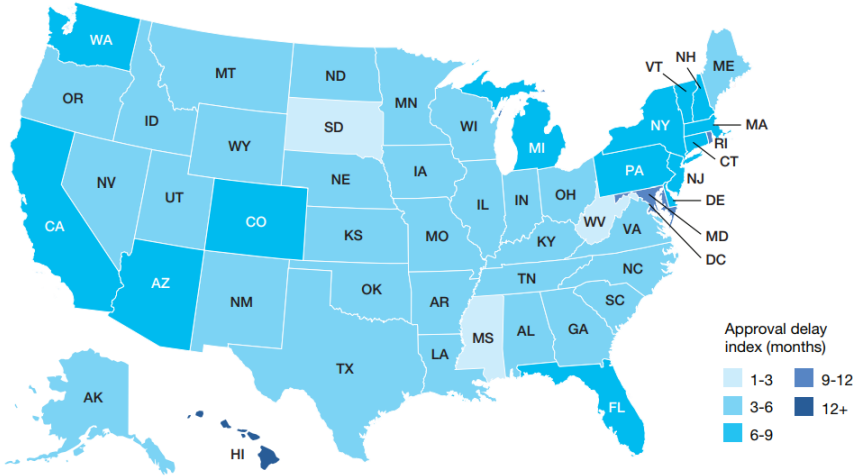 WA
MT
ND
MN
OR
ID
SD
WI
WY
MI
VT
NH
ME
NY
MA
RI
CT
NV
UT
NE
IA
PA
NJ
CA
CO
IL
IN
OH
DE
KS
MO
WV
VA
MD
DC
KY
AZ
NM
OK
AR
TN
NC
SC
MS
AL
GA
TX
LA
FL
AK
HI
Approval delay
index (months)
1-3
3-6
6-9
9-12
12+